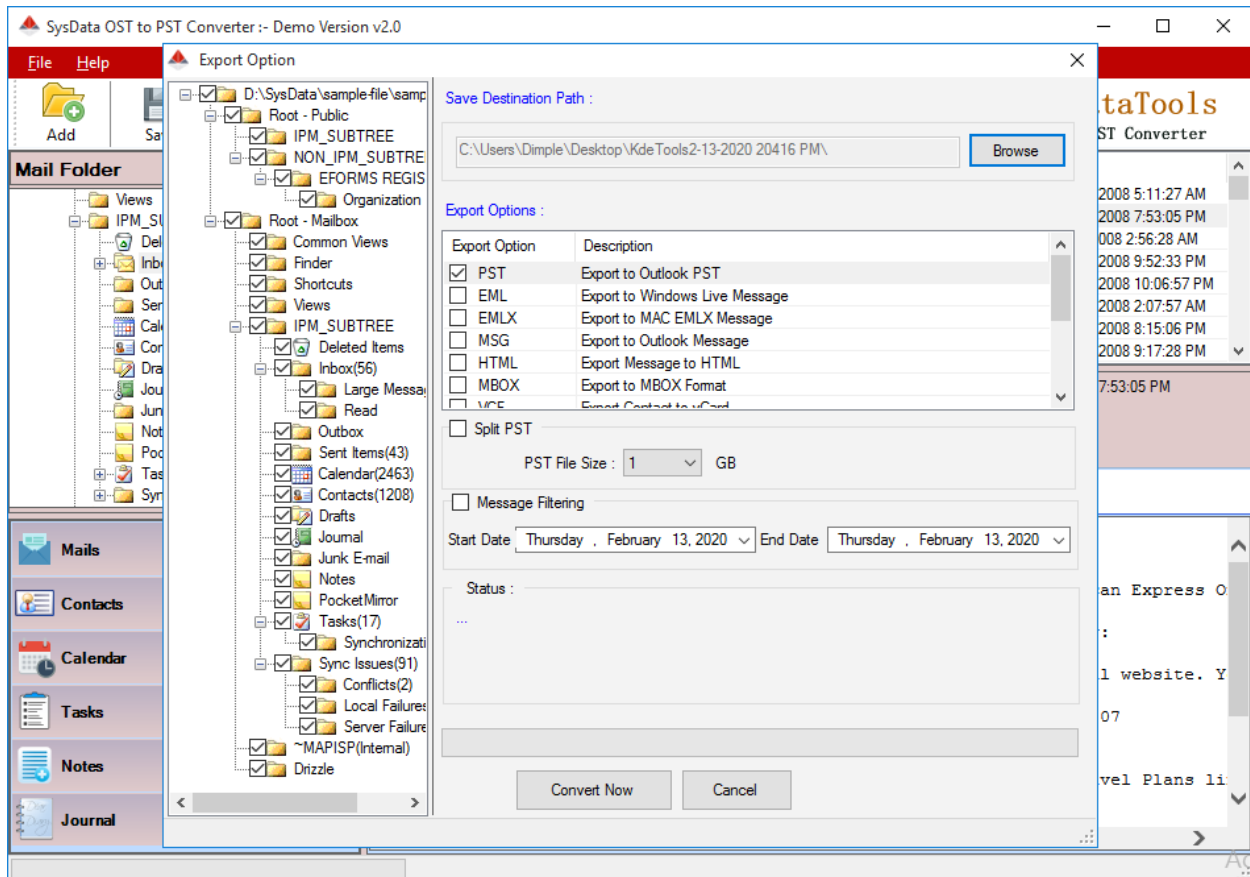 SysData OST to PST Converter :- Demo Version v2.0
File Help
Add
Mail Folder
Views
Mails
Contacts
Calendar
Tasks
Notes
Journal
Export Option
D:\SysData\sample-file\samp
Root - Public
IPM_SUBTREE
NON_IPM_SUBTRE
EFORMS REGIS
Organization
Root - Mailbox
Common Views
Finder
Shortcuts
Views
IPM_SUBTREE
Deleted Items
Inbox(56)
Large Messa
Read
Outbox
Sent Items(43)
Calendar(2463)
Contacts(1208)
Drafts
Journal
Junk E-mail
Notes
PocketMirror
Tasks(17)
Synchronizati
Sync Issues(91)
Conflicts(2)
Local Failures
Server Failure
~MAPISP(Internal)
Drizzle
Save Destination Path :
C:\Users\Dimple\Desktop\KdeTools2-13-2020 20416 PM\
Browse
Export Options :
Export Option Description
PST Export to Outlook PST
EML Export to Windows Live Message
EMLX Export to MAC EMLX Message
MSG Export to Outlook Message
HTML Export Message to HTML
MBOX Export to MBOX Format
VCF Export Contact to vCard
Split PST
PST File Size : 1 GB
Message Filtering
Start Date Thursday , February 13, 2020 End Date Thursday , February 13, 2020
Status :
...
Convert Now Cancel
taTools
ST Converter
2008 5:11:27 AM
2008 7:53:05 PM
008 2:56:28 AM
2008 9:52:33 PM
2008 10:06:57 PM
2008 2:07:57 AM
2008 8:15:06 PM
2008 9:17:28 PM
7:53:05 PM
an Express O
:
l website. Y
07
vel Plans li